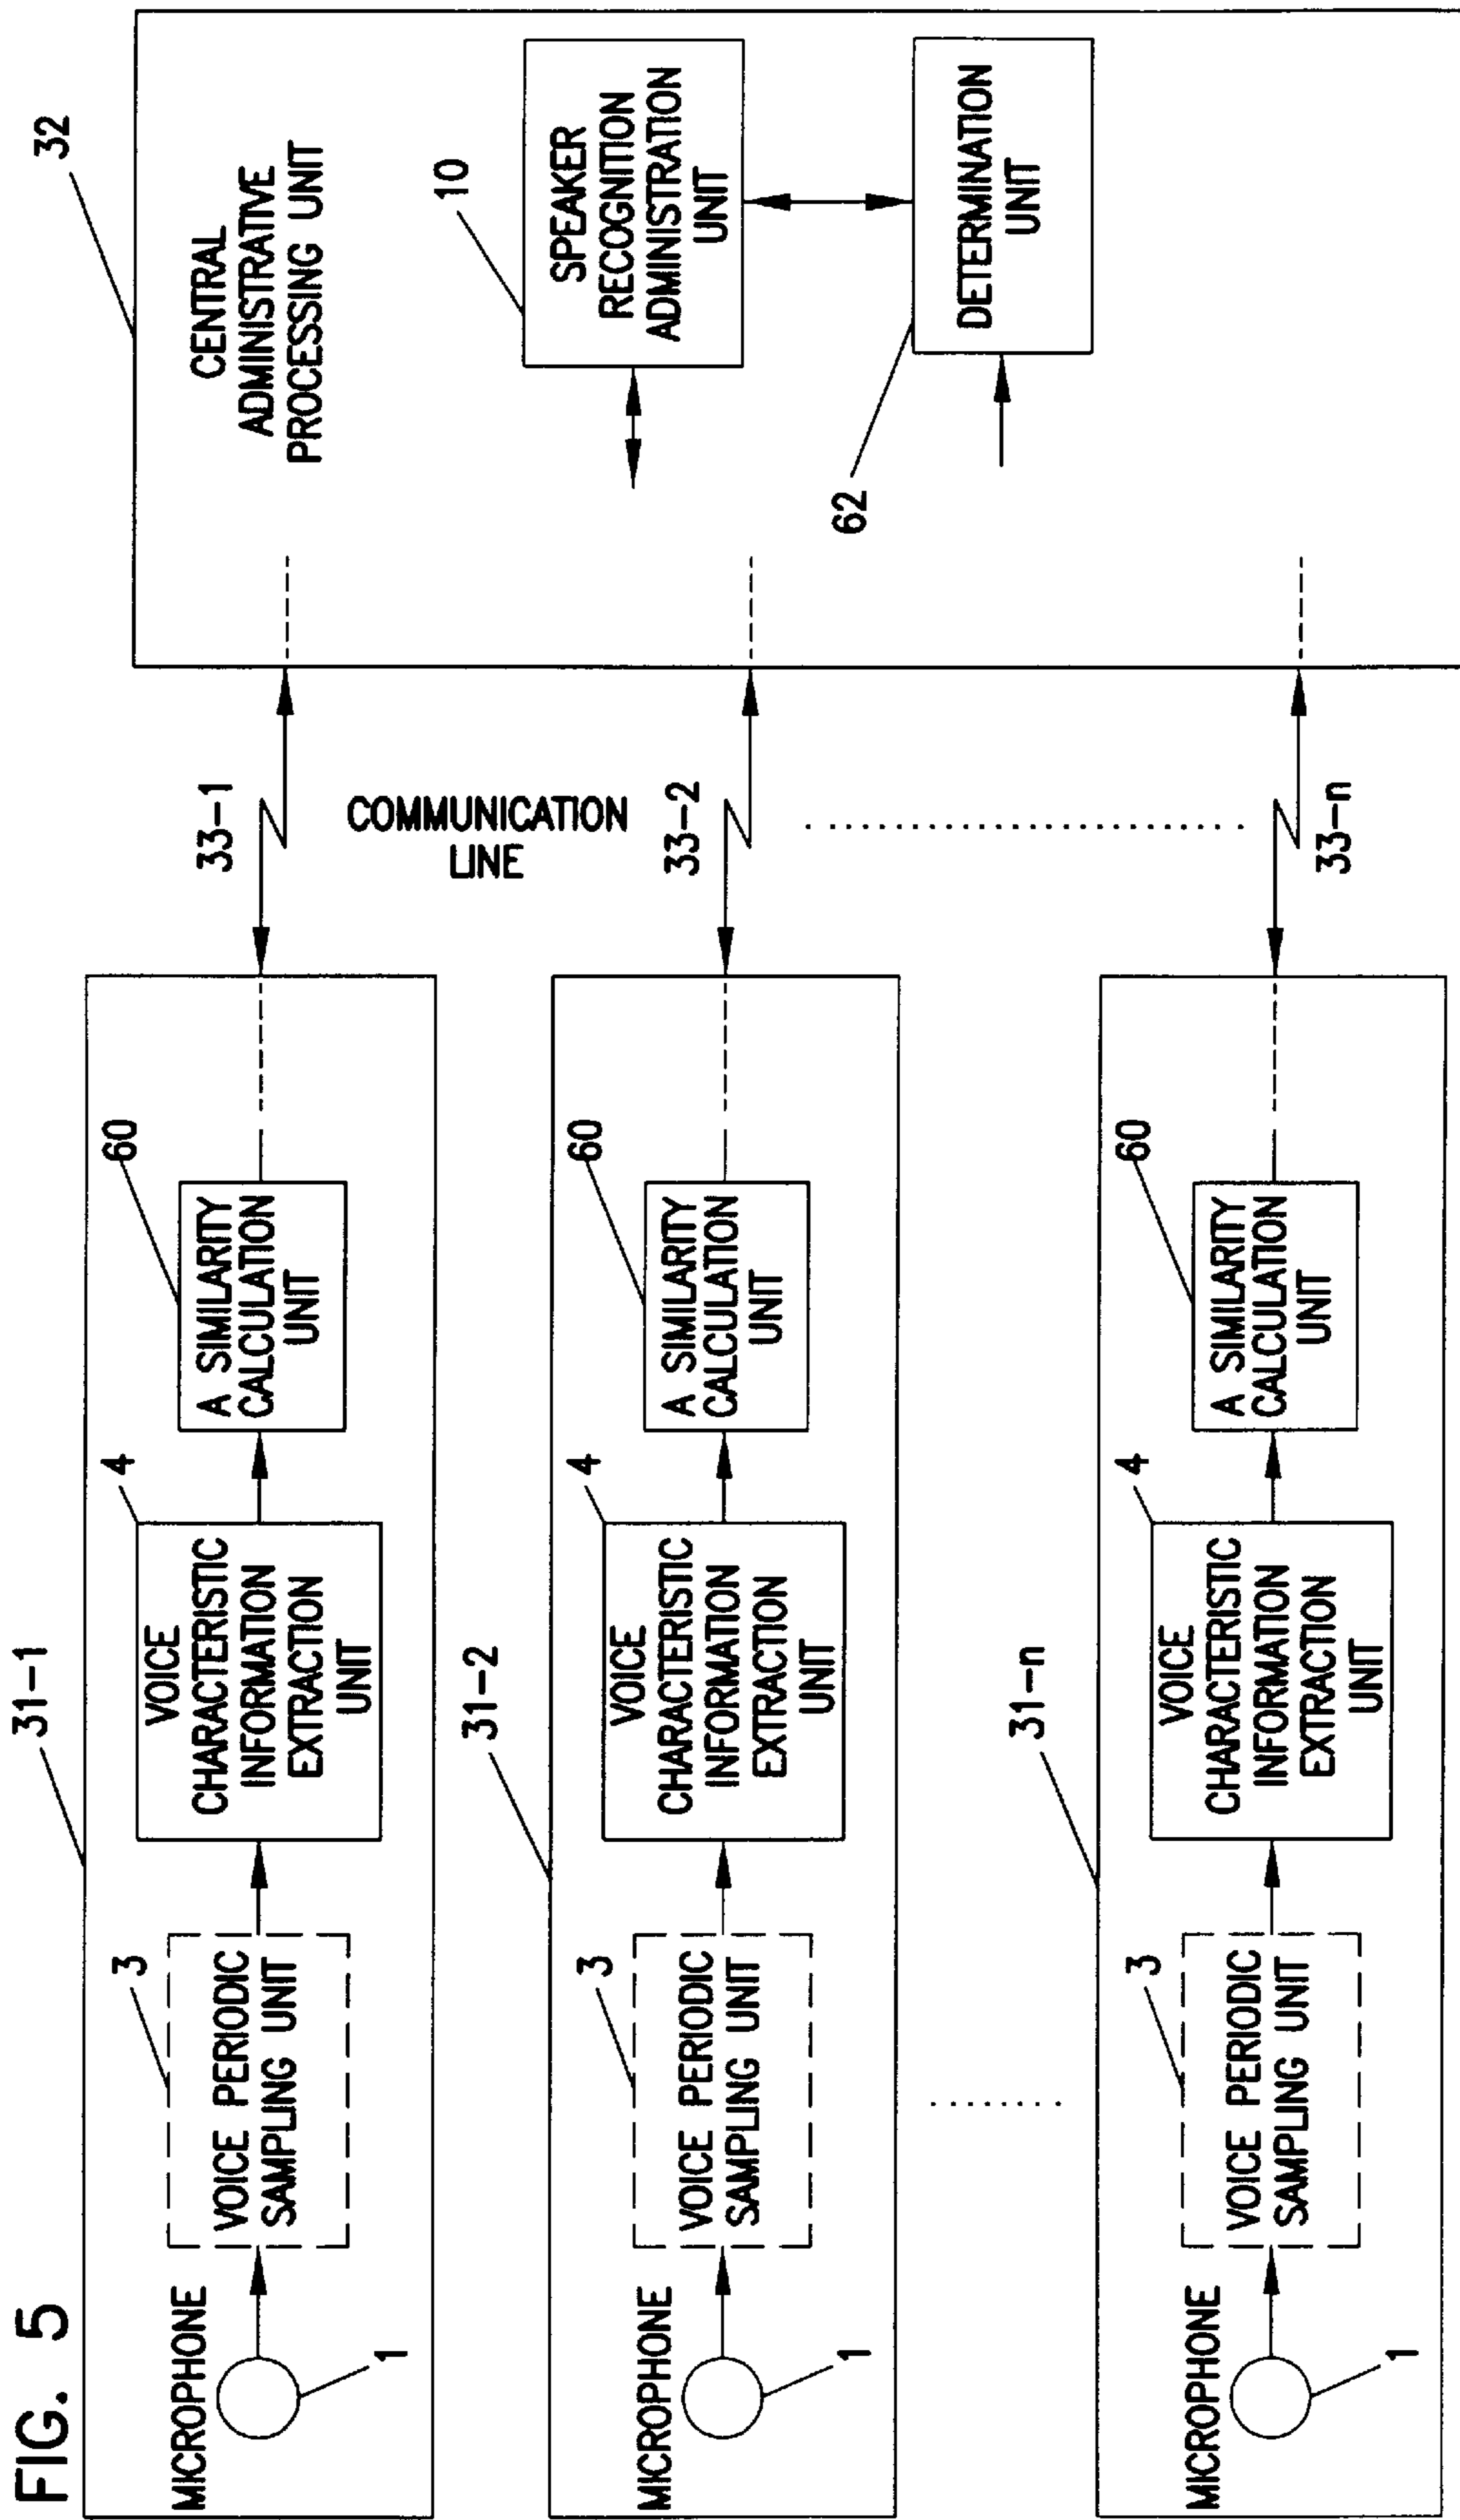 FIG. 5
31-1
MICROPHONE
1
3
VOICE PERIODIC
SAMPLING UNIT
4
VOICE
CHARACTERISTIC
INFORMATION
EXTRACTION
UNIT
60
A SIMILARITY
CALCULATION
UNIT
33-1
COMMUNICATION
LINE
31-2
MICROPHONE
1
3
VOICE PERIODIC
SAMPLING UNIT
4
VOICE
CHARACTERISTIC
INFORMATION
EXTRACTION
UNIT
60
A SIMILARITY
CALCULATION
UNIT
33-2
31-n
MICROPHONE
1
3
VOICE PERIODIC
SAMPLING UNIT
4
VOICE
CHARACTERISTIC
INFORMATION
EXTRACTION
UNIT
60
A SIMILARITY
CALCULATION
UNIT
33-n
32
CENTRAL
ADMINISTRATIVE
PROCESSING UNIT
10
SPEAKER
RECOGNITION
ADMINISTRATION
UNIT
62
DETERMINATION
UNIT